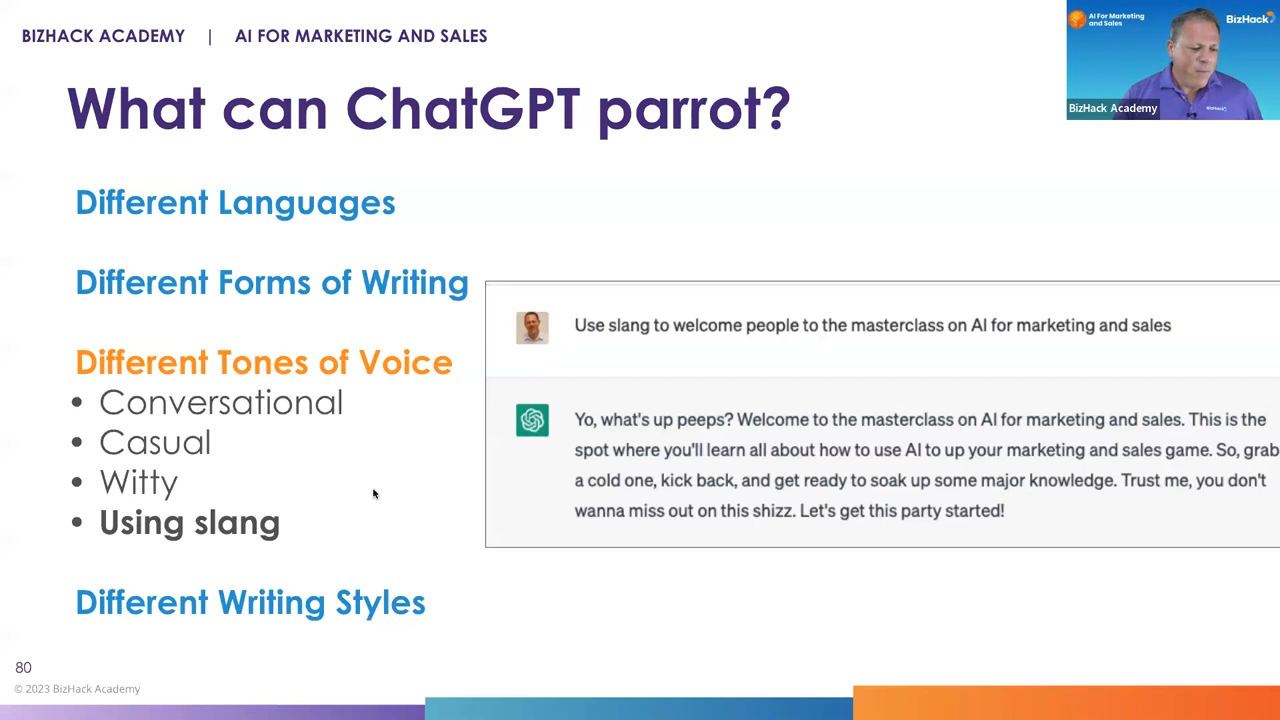 BIZHACK ACADEMY | AI FOR MARKETING AND SALES
AI For Marketing
and Sales
BizHack
BizHack
BizHack Academy
What can ChatGPT parrot?
Different Languages
Different Forms of Writing
Different Tones of Voice
• Conversational
• Casual
• Witty
• Using slang
Different Writing Styles
Use slang to welcome people to the masterclass on AI for marketing and sales
Yo, what's up peeps? Welcome to the masterclass on AI for marketing and sales. This is the
spot where you'll learn all about how to use AI to up your marketing and sales game. So, grab
a cold one, kick back, and get ready to soak up some major knowledge. Trust me, you don't
wanna miss out on this shizz. Let's get this party started!
80
© 2023 BizHack Academy